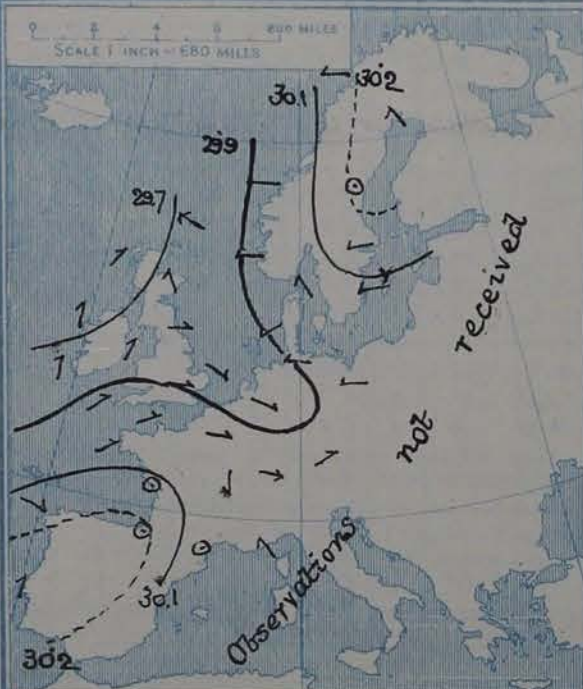 0 2 4 6 800 MILES
SCALE 1 INCH = 680 MILES
30.2
30.1
29.9
29.7
received
not
Observations
30.1
30.2